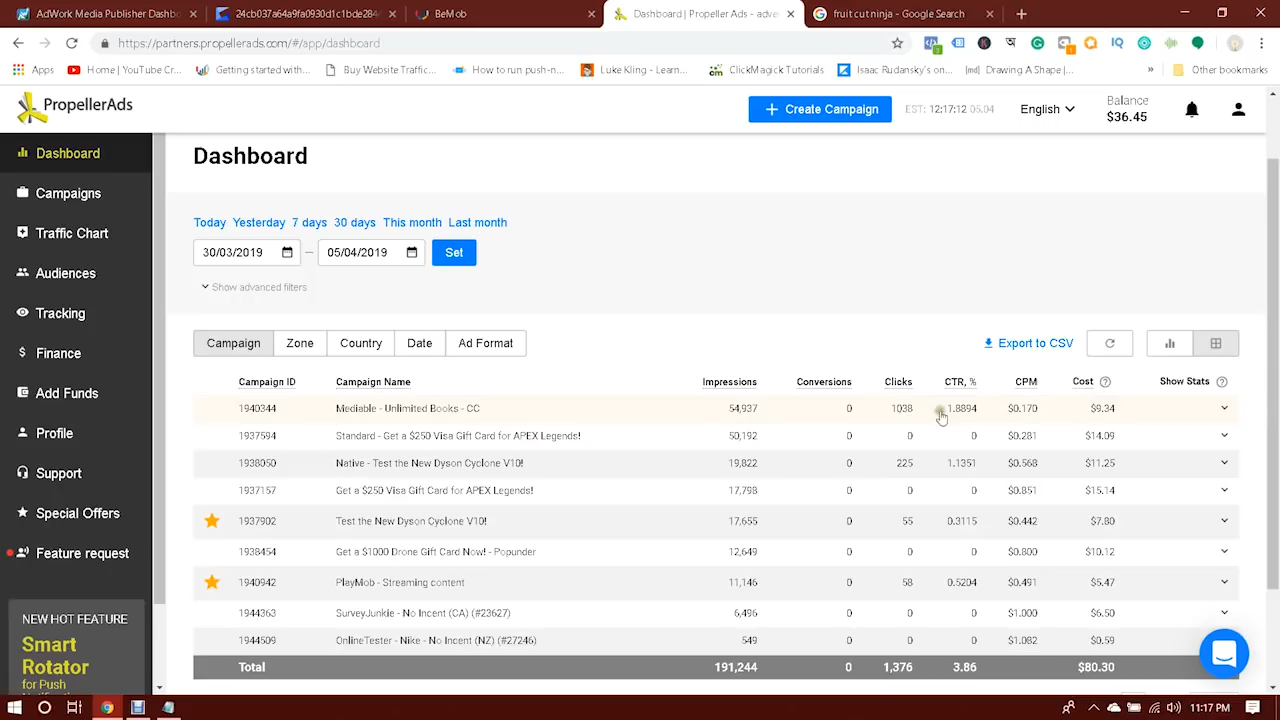 AdWork Media Publisher Dashbo
24cb037a64a9fa0930d1c1bde284
BeMob
Dashboard | Propeller Ads - adve
fruit cut ninja - Google Search
https://partners.propellerads.com/#/app/dashboard
Apps
Home | YouTube Cr...
Getting started with...
Buy Website Traffic...
How to run push-n...
Luke Kling - Learn...
ClickMagick Tutorials
Isaac Rudansky's on...
Drawing A Shape |...
Other bookmarks
PropellerAds
+ Create Campaign
EST: 12:17:12 05.04
English
Balance
$36.45
Dashboard
Campaigns
Traffic Chart
Audiences
Tracking
Finance
Add Funds
Profile
Support
Special Offers
Feature request
NEW HOT FEATURE
Smart
Rotator
for Push
Dashboard
Today Yesterday 7 days 30 days This month Last month
30/03/2019 — 05/04/2019 Set
Show advanced filters
Campaign Zone Country Date Ad Format Export to CSV
Campaign ID Campaign Name Impressions Conversions Clicks CTR, % CPM Cost Show Stats
1940344 Mediable - Unlimited Books - CC 54,937 0 1038 1.8894 $0.170 $9.34
1937594 Standard - Get a $250 Visa Gift Card for APEX Legends! 50,192 0 0 0 $0.281 $14.09
1938050 Native - Test the New Dyson Cyclone V10! 19,822 0 225 1.1351 $0.568 $11.25
1937157 Get a $250 Visa Gift Card for APEX Legends! 17,798 0 0 0 $0.851 $15.14
1937902 Test the New Dyson Cyclone V10! 17,655 0 55 0.3115 $0.442 $7.80
1938454 Get a $1000 Drone Gift Card Now! - Popunder 12,649 0 0 0 $0.800 $10.12
1940942 PlayMob - Streaming content 11,146 0 58 0.5204 $0.491 $5.47
1944363 SurveyJunkie - No Incent (CA) (#23627) 6,496 0 0 0 $1.000 $6.50
1944509 OnlineTester - Nike - No Incent (NZ) (#27246) 549 0 0 0 $1.082 $0.59
Total 191,244 0 1,376 3.86 $80.30
11:17 PM